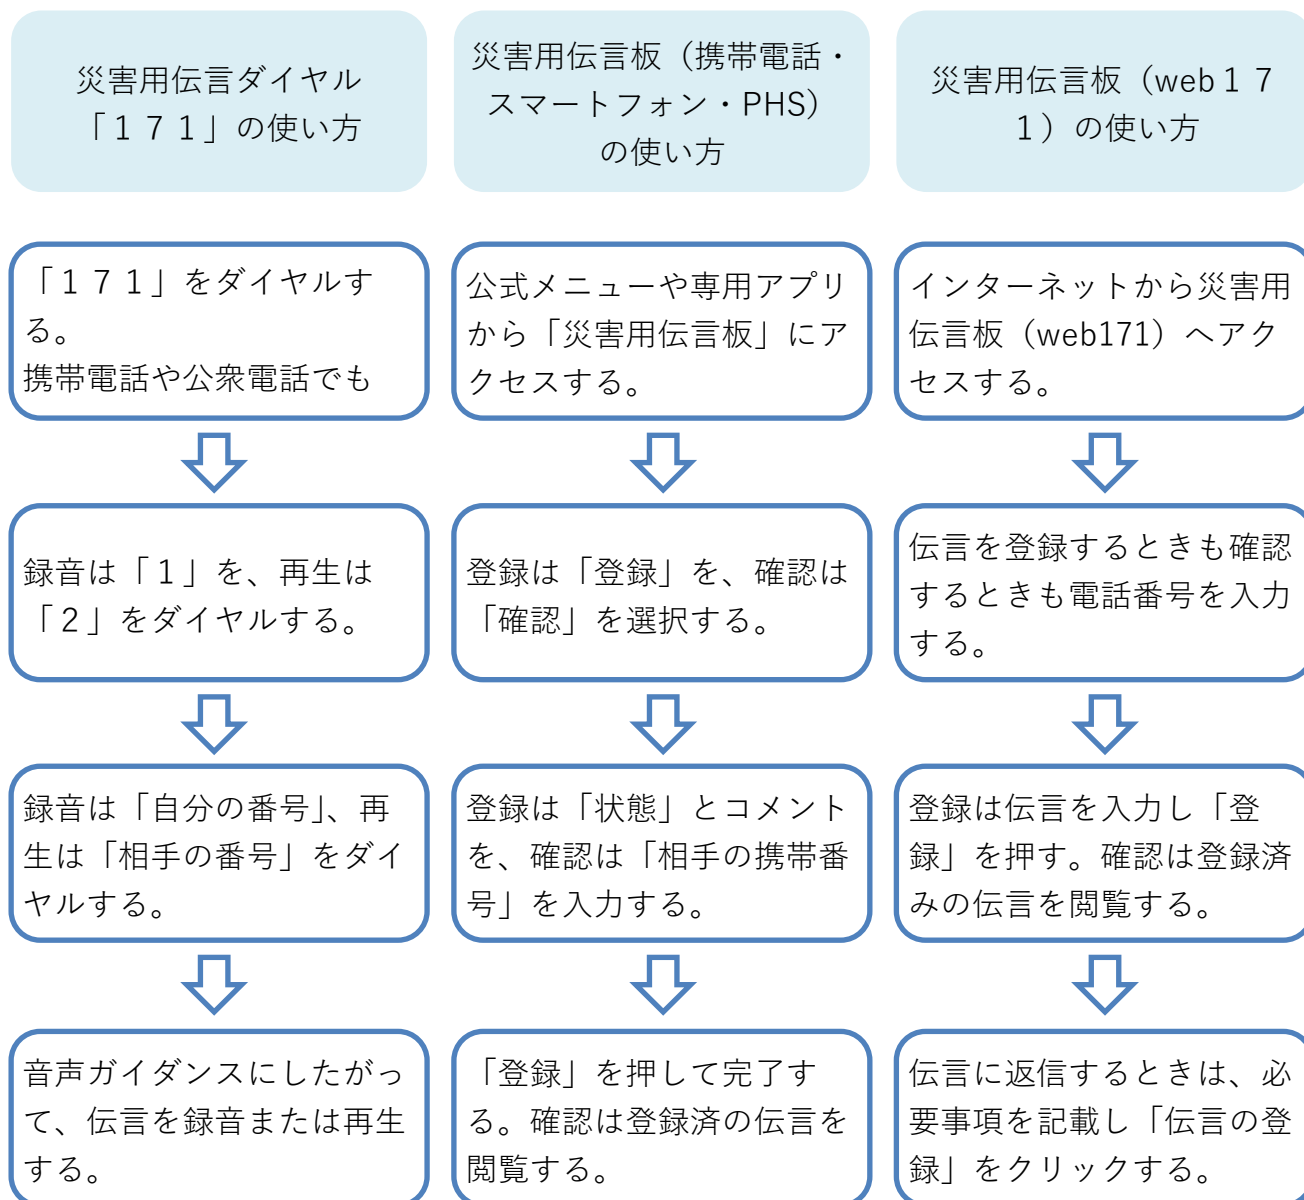 災害用伝言ダイヤル
「１７１」の使い方
災害用伝言板（携帯電話・
スマートフォン・PHS）
の使い方
災害用伝言板（web１７
１）の使い方
「１７１」をダイヤルす
る。
携帯電話や公衆電話でも
公式メニューや専用アプリ
から「災害用伝言板」にア
クセスする。
インターネットから災害用
伝言板（web171）へアク
セスする。
録音は「１」を、再生は
「２」をダイヤルする。
登録は「登録」を、確認は
「確認」を選択する。
伝言を登録するときも確認
するときも電話番号を入力
する。
録音は「自分の番号」、再
生は「相手の番号」をダイ
ヤルする。
登録は「状態」とコメント
を、確認は「相手の携帯番
号」を入力する。
登録は伝言を入力し「登
録」を押す。確認は登録済
みの伝言を閲覧する。
音声ガイダンスにしたがっ
て、伝言を録音または再生
する。
「登録」を押して完了す
る。確認は登録済の伝言を
閲覧する。
伝言に返信するときは、必
要事項を記載し「伝言の登
録」をクリックする。